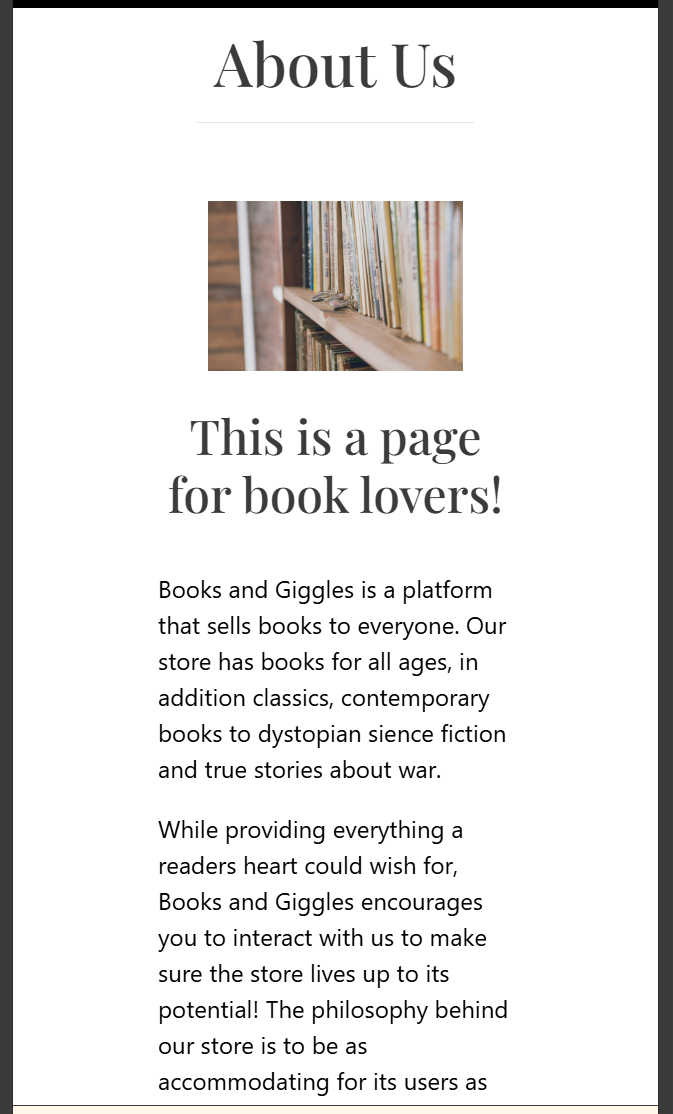 About Us
This is a page
for book lovers!
Books and Giggles is a platform
that sells books to everyone. Our
store has books for all ages, in
addition classics, contemporary
books to dystopian sience fiction
and true stories about war.
While providing everything a
readers heart could wish for,
Books and Giggles encourages
you to interact with us to make
sure the store lives up to its
potential! The philosophy behind
our store is to be as
accommodating for its users as